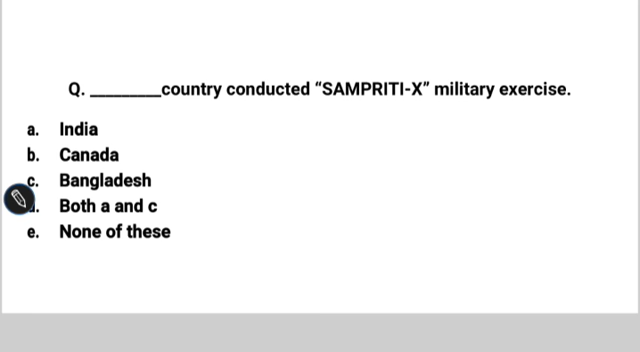 Q. ________country conducted “SAMPRITI-X” military exercise.
a. India
b. Canada
c. Bangladesh
d. Both a and c
e. None of these